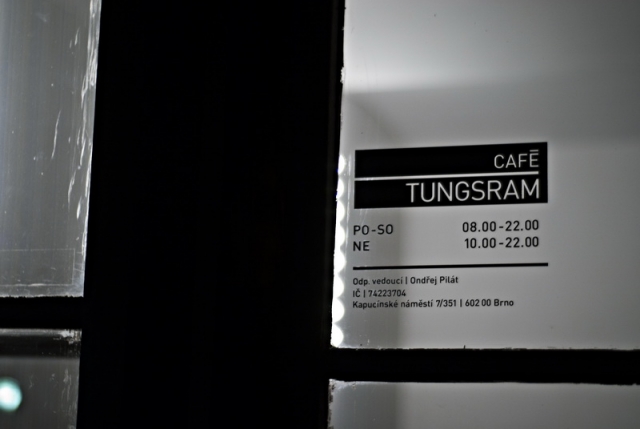 CAFĒ
TUNGSRAM
PO-SO 08.00-22.00
NE 10.00-22.00
Odp. vedoucí | Ondřej Pilát
IČ | 74223704
Kapucínské náměstí 7/351 | 602 00 Brno